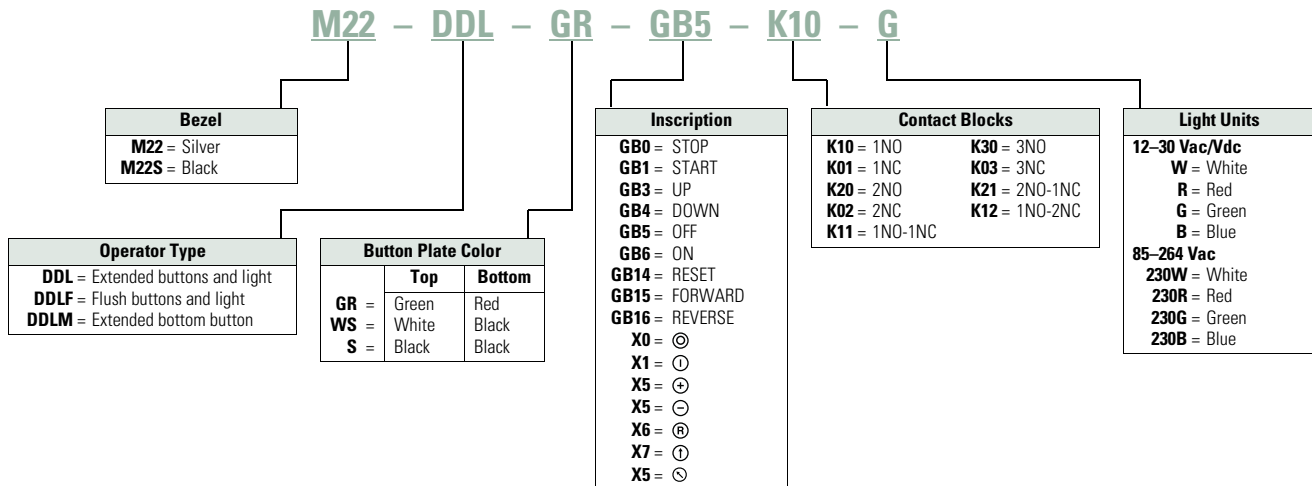 M22 – DDL – GR – GB5 – K10 – G
Bezel
M22 = Silver
M22S = Black
Operator Type
DDL = Extended buttons and light
DDLF = Flush buttons and light
DDLM = Extended bottom button
Button Plate Color
Top Bottom
GR = Green Red
WS = White Black
S = Black Black
Inscription
GB0 = STOP
GB1 = START
GB3 = UP
GB4 = DOWN
GB5 = OFF
GB6 = ON
GB14 = RESET
GB15 = FORWARD
GB16 = REVERSE
X0 = ◎
X1 = ⏼
X5 = ⊕
X5 = ⊖
X6 = ®
X7 = ⍐
X5 = ⍂
Contact Blocks
K10 = 1NO K30 = 3NO
K01 = 1NC K03 = 3NC
K20 = 2NO K21 = 2NO-1NC
K02 = 2NC K12 = 1NO-2NC
K11 = 1NO-1NC
Light Units
12–30 Vac/Vdc
W = White
R = Red
G = Green
B = Blue
85–264 Vac
230W = White
230R = Red
230G = Green
230B = Blue